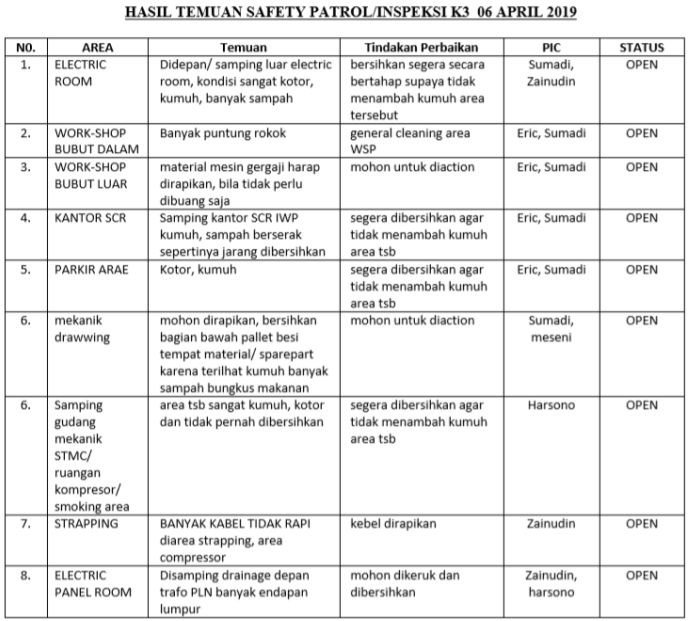 HASIL TEMUAN SAFETY PATROL/INSPEKSI K3 06 APRIL 2019
NO. AREA Temuan Tindakan Perbaikan PIC STATUS
1. ELECTRIC Didepan/ samping luar electric bersihkan segera secara Sumadi, OPEN
ROOM room, kondisi sangat kotor, bertahap supaya tidak Zainudin
kumuh, banyak sampah menambah kumuh area
tersebut
2. WORK-SHOP Banyak puntung rokok general cleaning area Eric, Sumadi OPEN
BUBUT DALAM WSP
3. WORK-SHOP material mesin gergaji harap mohon untuk diaction Eric, Sumadi OPEN
BUBUT LUAR dirapikan, bila tidak perlu
dibuang saja
4. KANTOR SCR Samping kantor SCR IWP segera dibersihkan agar Eric, Sumadi OPEN
kumuh, sampah berserak tidak menambah kumuh
sepertinya jarang dibersihkan area tsb
5. PARKIR ARAE Kotor, kumuh segera dibersihkan agar Eric, Sumadi OPEN
tidak menambah kumuh
area tsb
6. mekanik mohon dirapikan, bersihkan mohon untuk diaction Sumadi, OPEN
drawwing bagian bawah pallet besi meseni
tempat material/ sparepart
karena terilhat kumuh banyak
sampah bungkus makanan
6. Samping area tsb sangat kumuh, kotor segera dibersihkan agar Harsono OPEN
gudang dan tidak pernah dibersihkan tidak menambah kumuh
mekanik area tsb
STMC/
ruangan
kompresor/
smoking area
7. STRAPPING BANYAK KABEL TIDAK RAPI kebel dirapikan Zainudin OPEN
diarea strapping, area
compressor
8. ELECTRIC Disamping drainage depan mohon dikeruk dan Zainudin, OPEN
PANEL ROOM trafo PLN banyak endapan dibersihkan harsono
lumpur